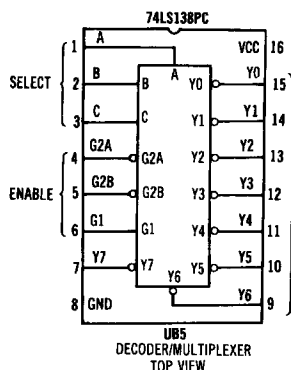 74LS138PC
1 A VCC 16
A Y0 Y0 15
SELECT 2 B B Y1 Y1 14
3 C C Y2 Y2 13
4 G2A G2A Y3 Y3 12
ENABLE 5 G2B G2B Y4 Y4 11
6 G1 G1 Y5 Y5 10
7 Y7 Y7 Y6 Y6 9
8 GND
UB5
DECODER/MULTIPLEXER
TOP VIEW